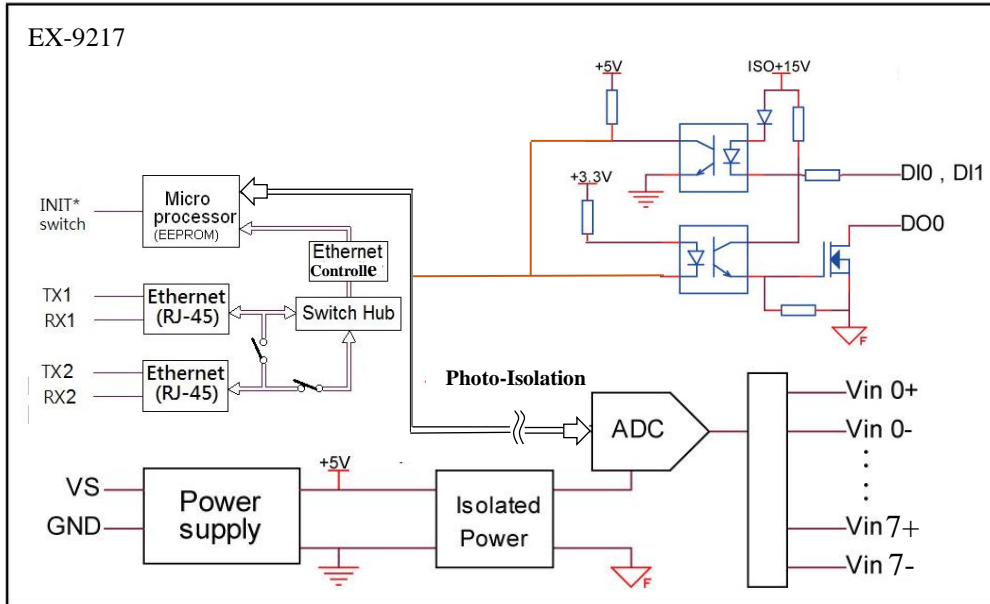 EX-9217
+5V
ISO+15V
DI0 , DI1
+3.3V
DO0
F
INIT*
switch
Micro
processor
(EEPROM)
Ethernet
Controlle
TX1
RX1
Ethernet
(RJ-45)
Switch Hub
TX2
RX2
Ethernet
(RJ-45)
Photo-Isolation
ADC
Vin 0+
Vin 0-
Vin 7+
Vin 7-
VS
GND
Power
supply
+5V
Isolated
Power
F